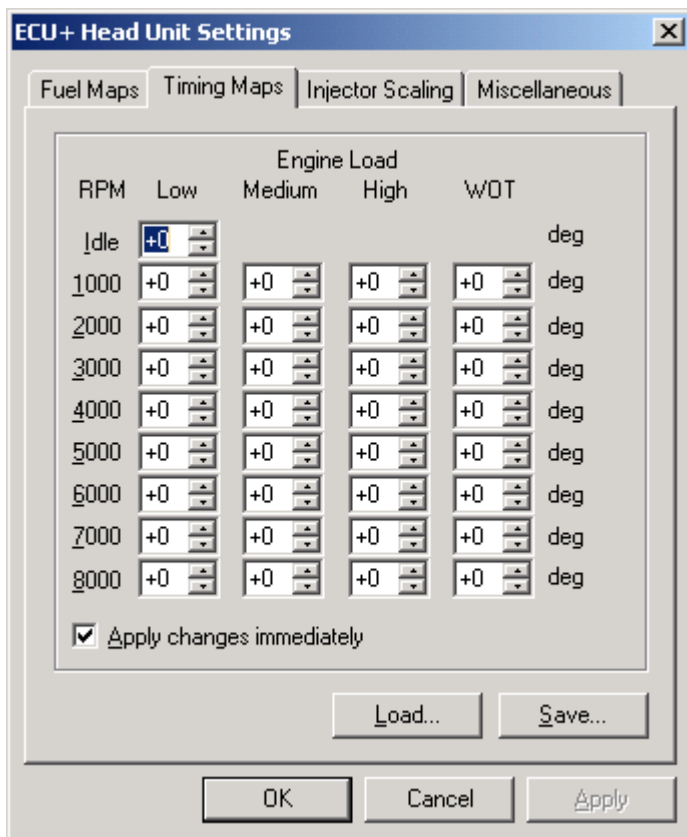 ECU+ Head Unit Settings
Fuel Maps Timing Maps Injector Scaling Miscellaneous
Engine Load
RPM Low Medium High WOT
Idle +0 deg
1000 +0 +0 +0 +0 deg
2000 +0 +0 +0 +0 deg
3000 +0 +0 +0 +0 deg
4000 +0 +0 +0 +0 deg
5000 +0 +0 +0 +0 deg
6000 +0 +0 +0 +0 deg
7000 +0 +0 +0 +0 deg
8000 +0 +0 +0 +0 deg
Apply changes immediately
Load... Save...
OK Cancel Apply